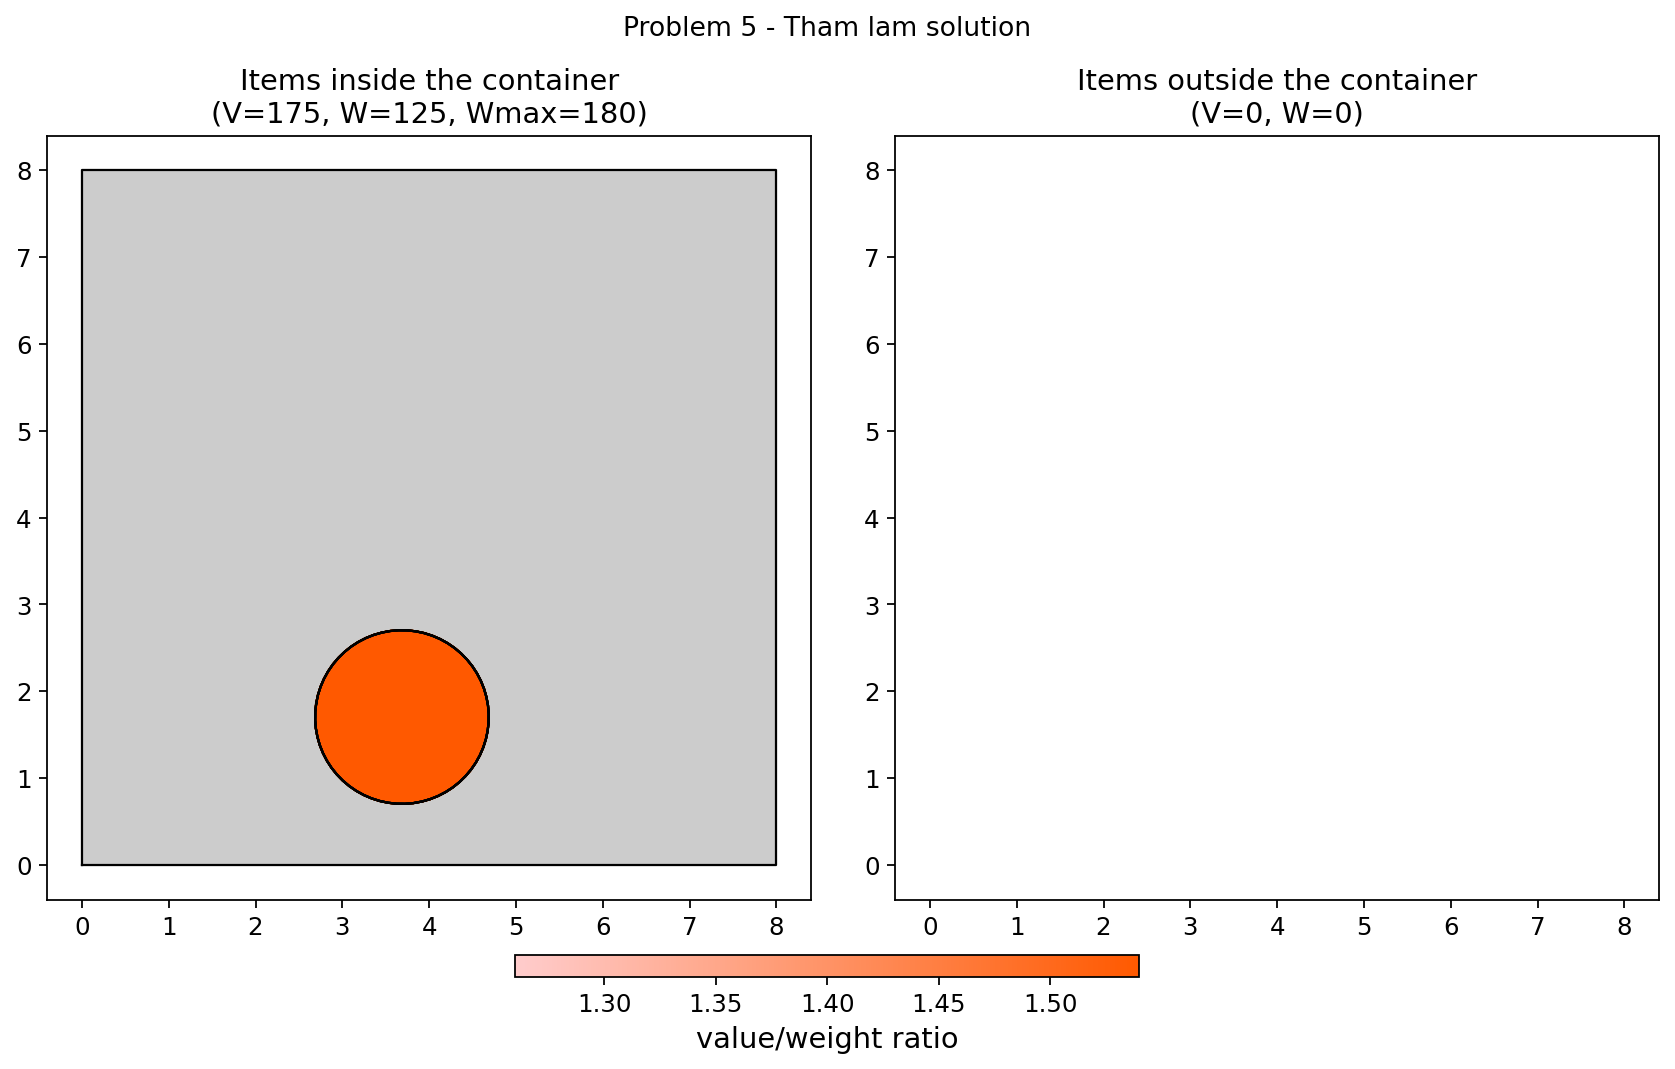 Problem 5 - Tham lam solution
Items inside the container
(V=175, W=125, Wmax=180)
8
7
6
5
4
3
2
1
0
0 1 2 3 4 5 6 7 8
Items outside the container
(V=0, W=0)
8
7
6
5
4
3
2
1
0
0 1 2 3 4 5 6 7 8
1.30 1.35 1.40 1.45 1.50
value/weight ratio